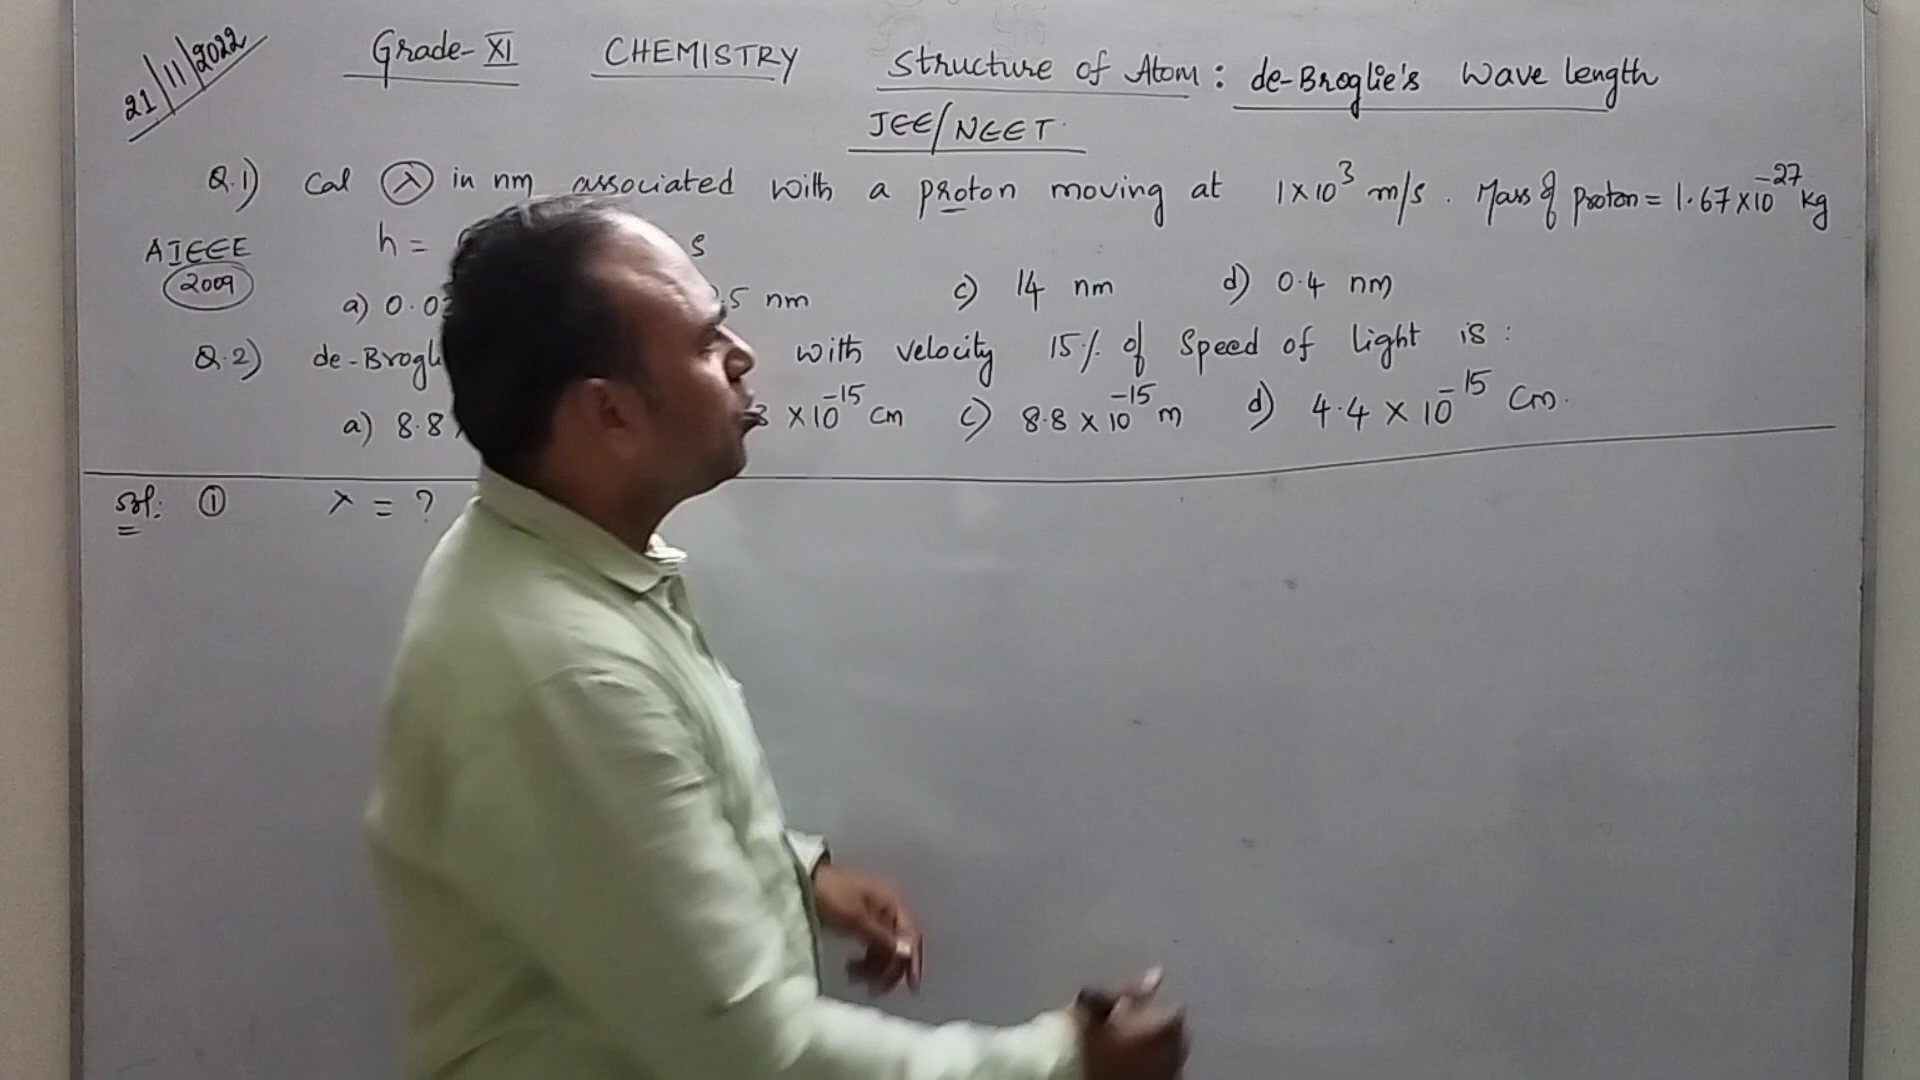 21/11/2022 Grade-XI CHEMISTRY Structure of Atom: de-Broglie's Wave length
JEE/NEET.
Q.1) Cal λ in nm associated with a proton moving at 1×10³ m/s. Mass of proton = 1.67×10⁻²⁷ kg
AIEEE 2009 h = s
a) 0.0 .5 nm c) 14 nm d) 0.4 nm
Q.2) de-Brogl with velocity 15% of Speed of light is:
a) 8.8 ×10⁻¹⁵ cm c) 8.8 × 10⁻¹⁵ m d) 4.4 × 10⁻¹⁵ Cm.
Sol: ① λ = ?